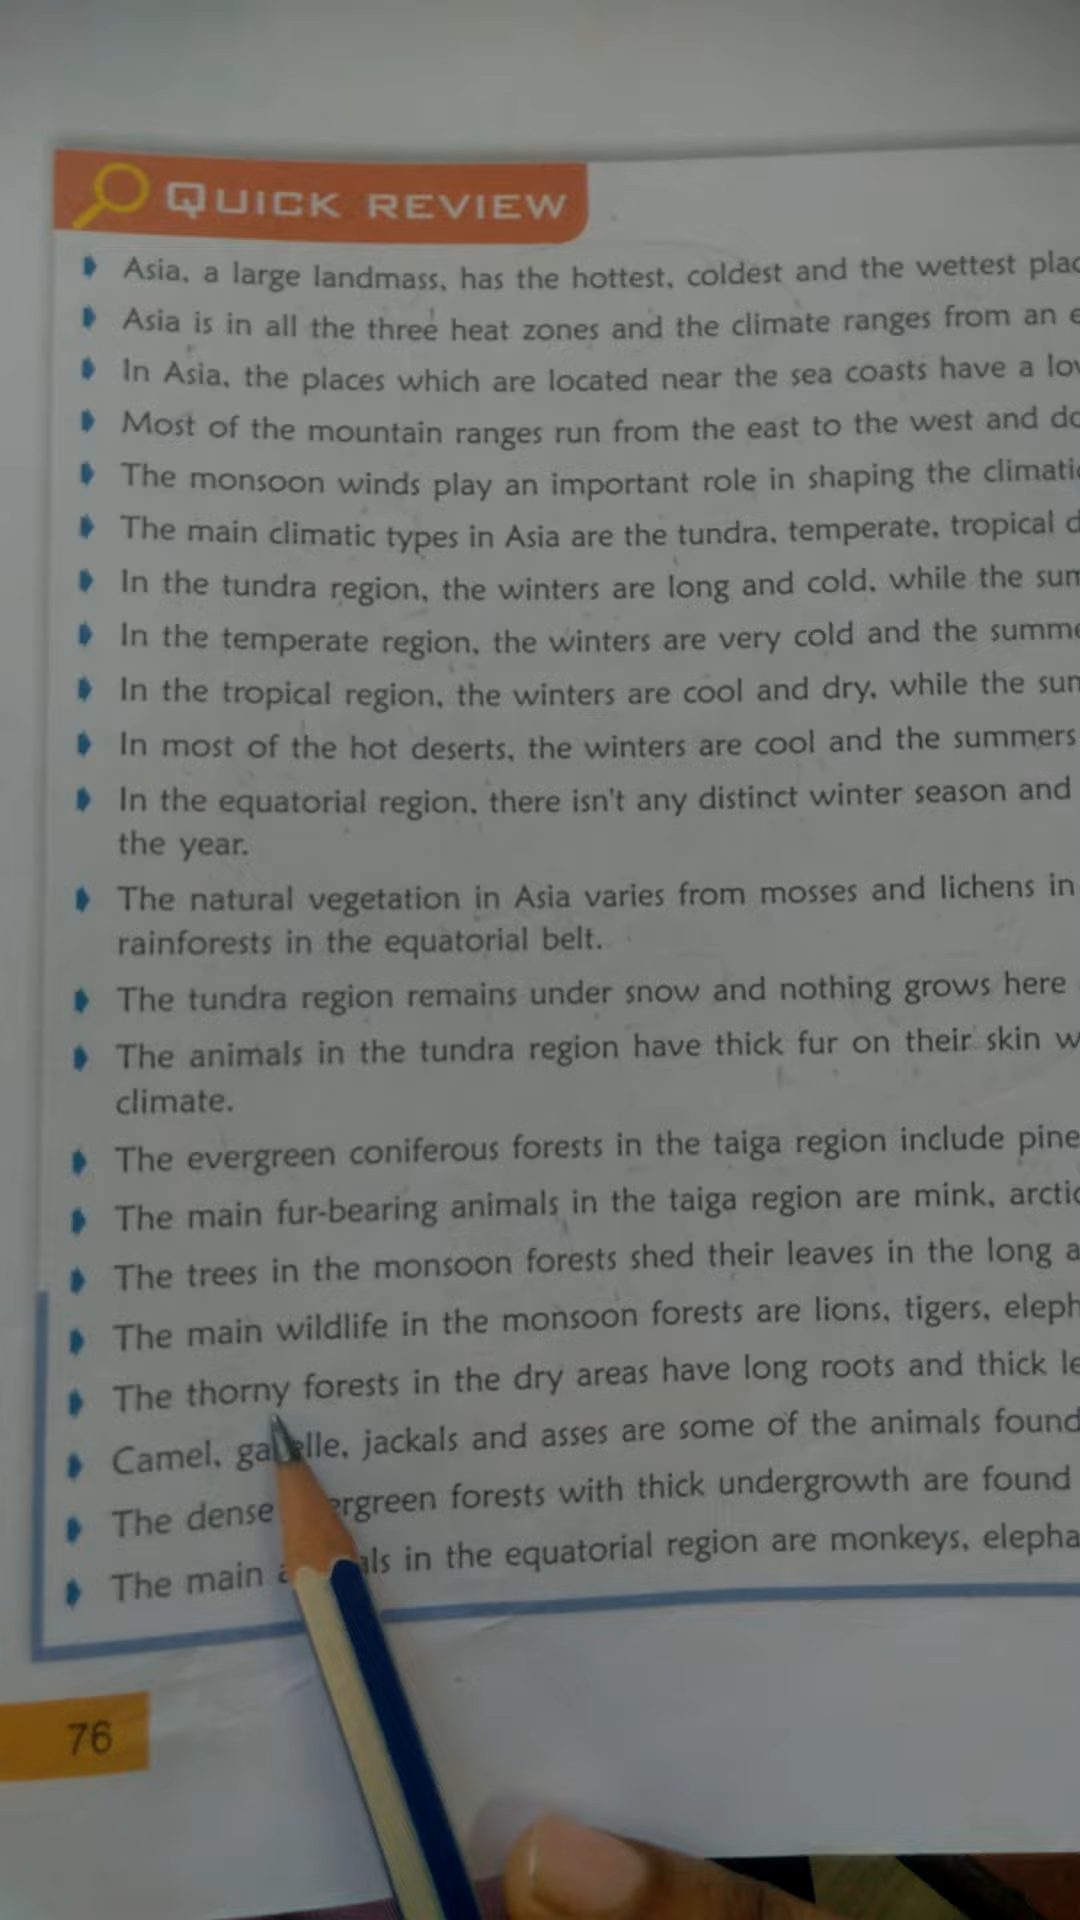 QUICK REVIEW
Asia, a large landmass, has the hottest, coldest and the wettest
Asia is in all the three heat zones and the climate ranges from an
In Asia, the places which are located near the sea coasts have a
Most of the mountain ranges run from the east to the west and
The monsoon winds play an important role in shaping the
The main climatic types in Asia are the tundra, temperate, tropical
In the tundra region, the winters are long and cold, while the
In the temperate region, the winters are very cold and the
In the tropical region, the winters are cool and dry, while the
In most of the hot deserts, the winters are cool and the summers
In the equatorial region, there isn't any distinct winter season and
the year.
The natural vegetation in Asia varies from mosses and lichens in
rainforests in the equatorial belt.
The tundra region remains under snow and nothing grows here
The animals in the tundra region have thick fur on their skin
climate.
The evergreen coniferous forests in the taiga region include pine
The main fur-bearing animals in the taiga region are mink,
The trees in the monsoon forests shed their leaves in the long
The main wildlife in the monsoon forests are lions, tigers,
The thorny forests in the dry areas have long roots and thick
Camel, jackals and asses are some of the animals found
The dense forests with thick undergrowth are found
The main in the equatorial region are monkeys,
76